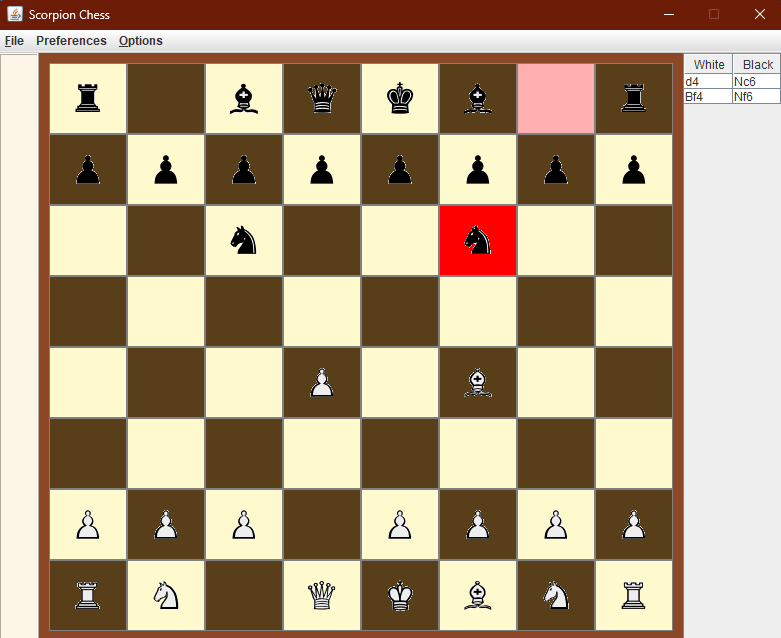 Scorpion Chess
File Preferences Options
White Black
d4 Nc6
Bf4 Nf6